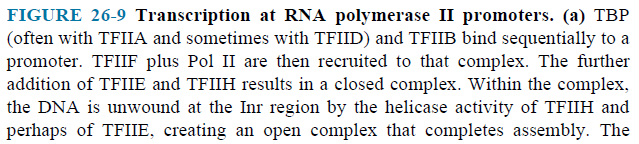 FIGURE 26-9 Transcription at RNA polymerase II promoters. (a) TBP
(often with TFIIA and sometimes with TFIID) and TFIIB bind sequentially to a
promoter. TFIIF plus Pol II are then recruited to that complex. The further
addition of TFIIE and TFIIH results in a closed complex. Within the complex,
the DNA is unwound at the Inr region by the helicase activity of TFIIH and
perhaps of TFIIE, creating an open complex that completes assembly. The